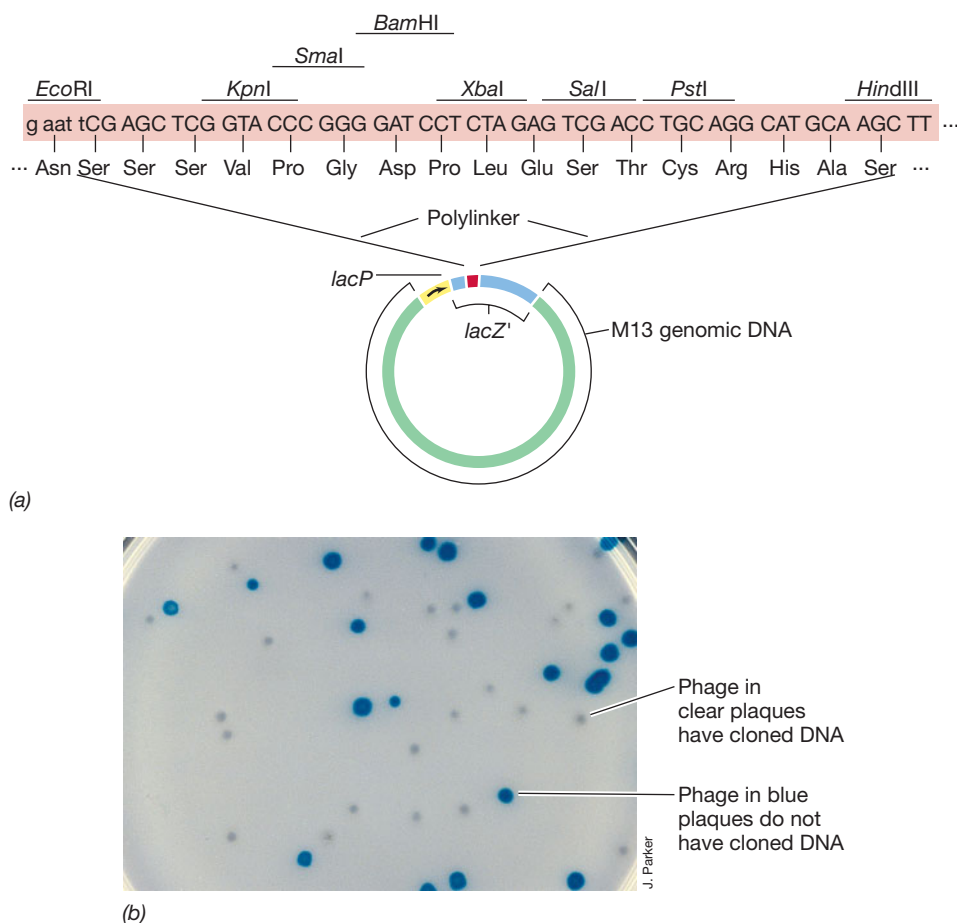 BamHI
SmaI
EcoRI KpnI XbaI SalI PstI HindIII
g aat tCG AGC TCG GTA CCC GGG GAT CCT CTA GAG TCG ACC TGC AGG CAT GCA AGC TT ...
... Asn Ser Ser Ser Val Pro Gly Asp Pro Leu Glu Ser Thr Cys Arg His Ala Ser ...
Polylinker
lacP
lacZ'
M13 genomic DNA
(a)
Phage in
clear plaques
have cloned DNA
Phage in blue
plaques do not
have cloned DNA
J. Parker
(b)